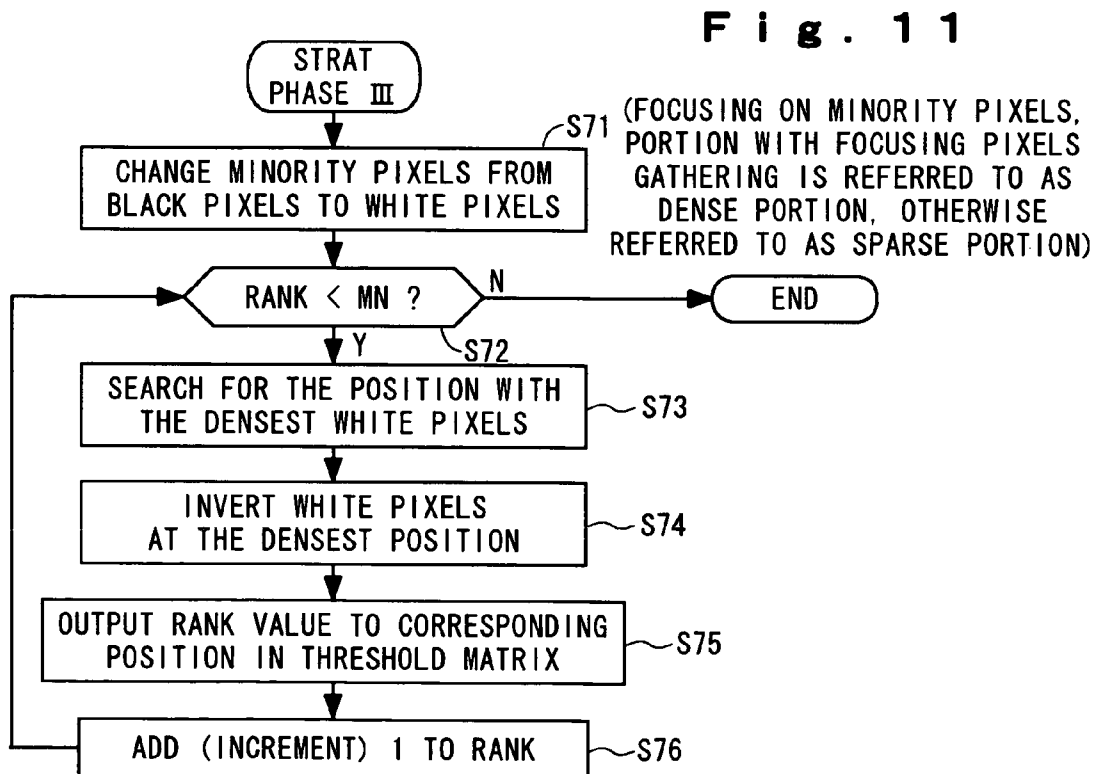 Fig. 11
STRAT
PHASE III
(FOCUSING ON MINORITY PIXELS,
PORTION WITH FOCUSING PIXELS
GATHERING IS REFERRED TO AS
DENSE PORTION, OTHERWISE
REFERRED TO AS SPARSE PORTION)
S71
CHANGE MINORITY PIXELS FROM
BLACK PIXELS TO WHITE PIXELS
RANK < MN ?
N
END
Y
S72
SEARCH FOR THE POSITION WITH
THE DENSEST WHITE PIXELS
S73
INVERT WHITE PIXELS
AT THE DENSEST POSITION
S74
OUTPUT RANK VALUE TO CORRESPONDING
POSITION IN THRESHOLD MATRIX
S75
ADD (INCREMENT) 1 TO RANK
S76